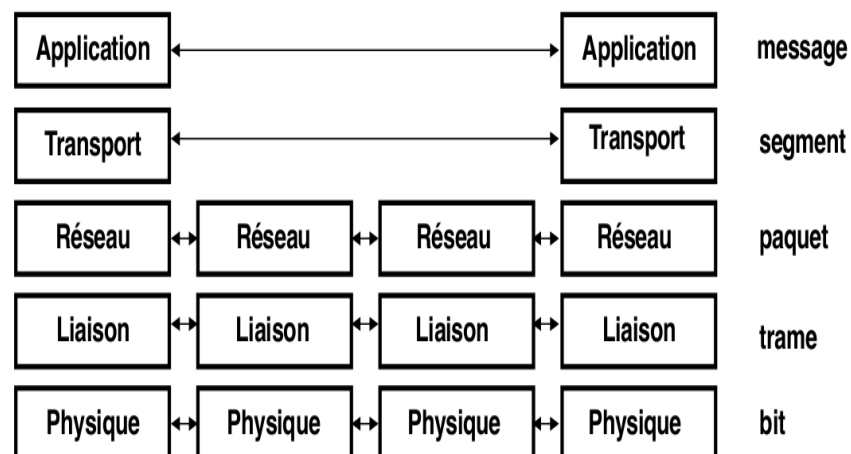 Application Application message
Transport Transport segment
Réseau Réseau Réseau Réseau paquet
Liaison Liaison Liaison Liaison trame
Physique Physique Physique Physique bit